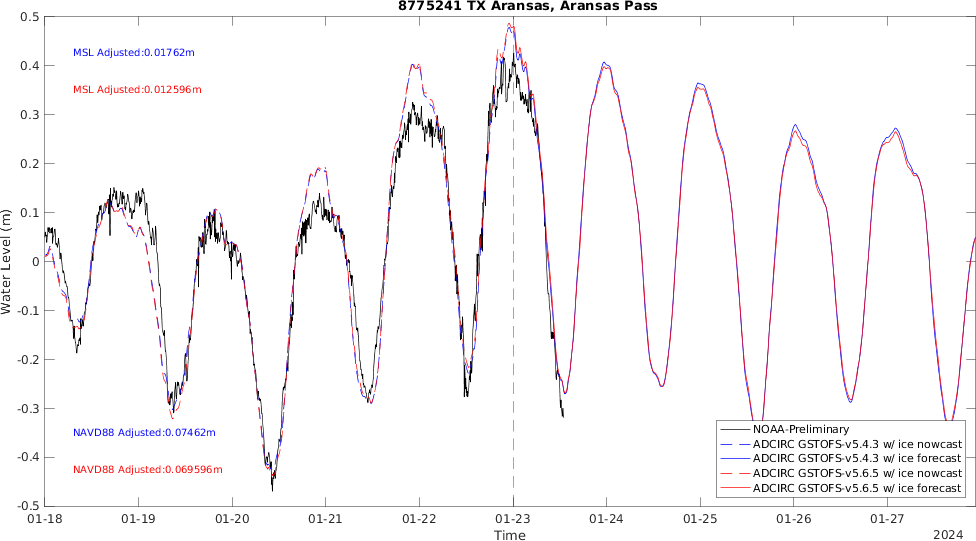 8775241 TX Aransas, Aransas Pass
0.5
MSL Adjusted:0.01762m
0.4
MSL Adjusted:0.012596m
0.3
0.2
0.1
0
Water Level (m)
-0.1
-0.2
-0.3
NAVD88 Adjusted:0.07462m
-0.4
NAVD88 Adjusted:0.069596m
-0.5
NOAA-Preliminary
ADCIRC GSTOFS-v5.4.3 w/ ice nowcast
ADCIRC GSTOFS-v5.4.3 w/ ice forecast
ADCIRC GSTOFS-v5.6.5 w/ ice nowcast
ADCIRC GSTOFS-v5.6.5 w/ ice forecast
01-18 01-19 01-20 01-21 01-22 01-23 01-24 01-25 01-26 01-27
Time
2024